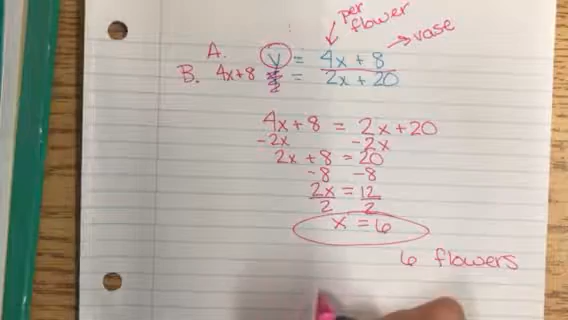 per
flower
vase
A. y = 4x + 8
B. 4x+8 = 2x + 20
4x + 8 = 2x + 20
-2x -2x
2x + 8 = 20
-8 -8
2x = 12
2 2
x = 6
6 flowers